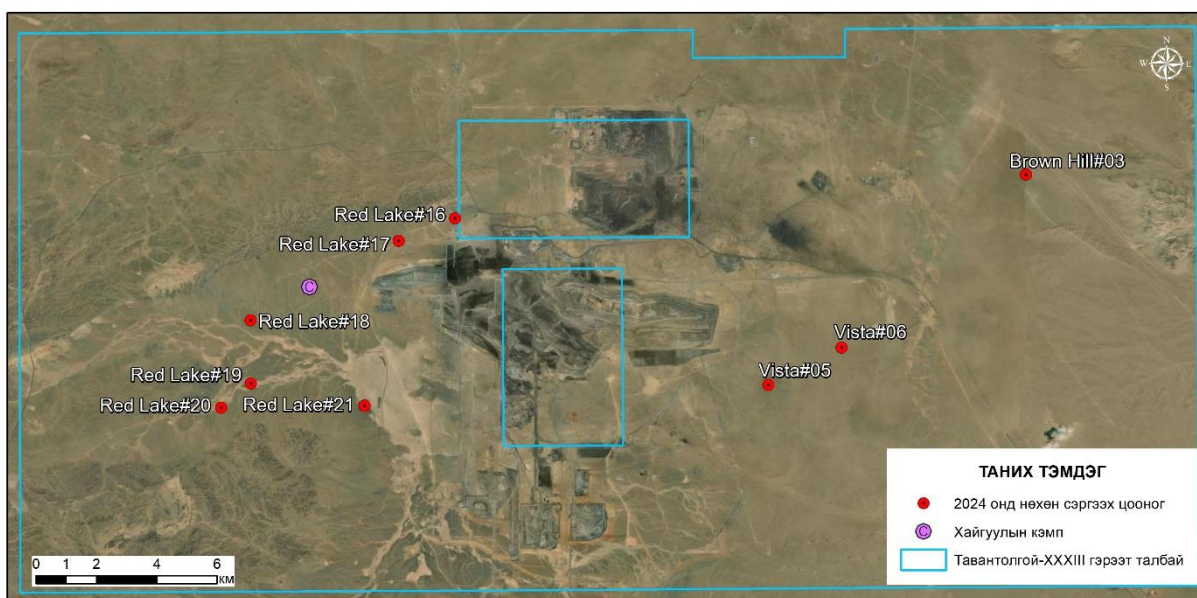 N
W E
S
Brown Hill#03
Red Lake#16
Red Lake#17
C
Red Lake#18
Vista#06
Vista#05
Red Lake#19
Red Lake#20
Red Lake#21
ТАНИХ ТЭМДЭГ
2024 онд нөхөн сэргээх цооног
C Хайгуулын кэмп
Тавантолгой-XXXIII гэрээт талбай
0 1 2 4 6
км